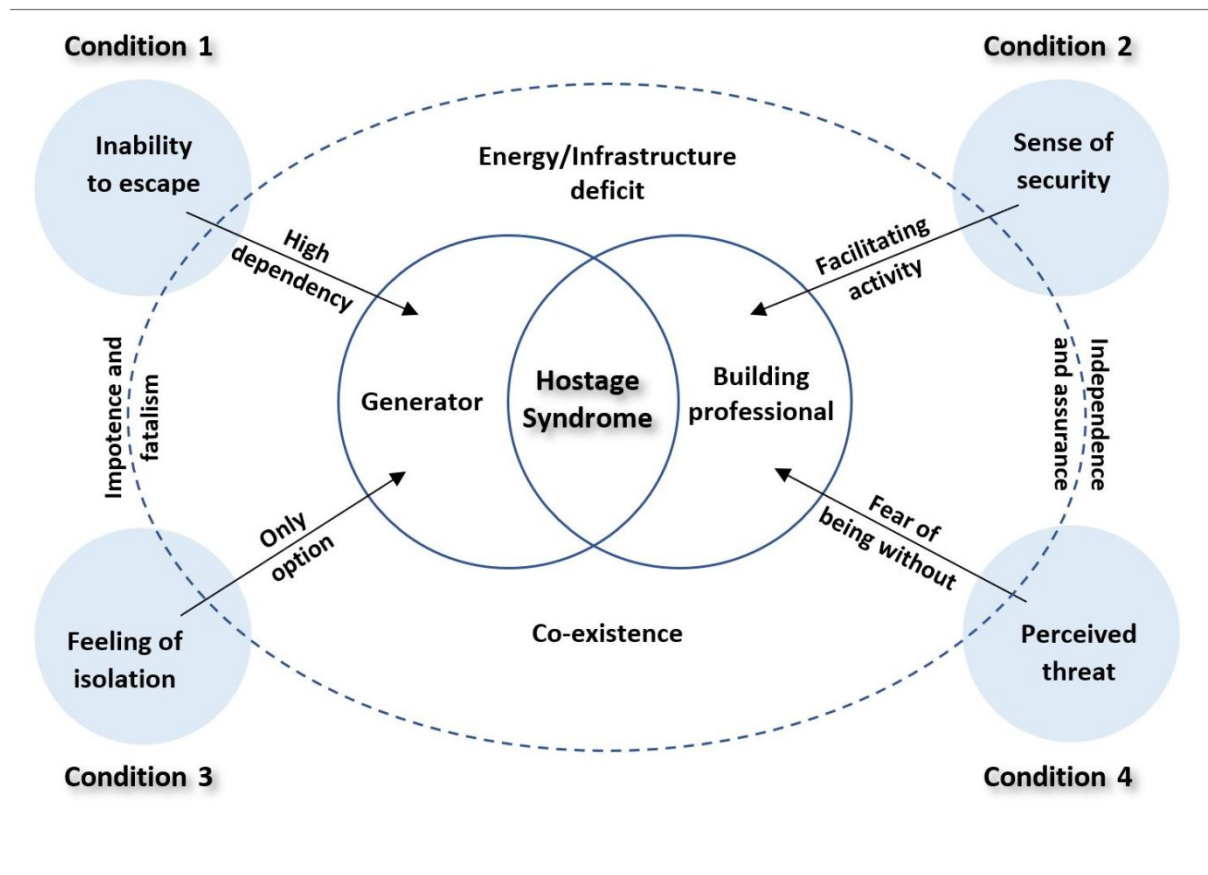 Condition 1
Condition 2
Inability
to escape
Energy/Infrastructure
deficit
Sense of
security
High
dependency
Facilitating
activity
Impotence and
fatalism
Generator
Hostage
Syndrome
Building
professional
Independence
and assurance
Only
option
Fear of
being without
Feeling of
isolation
Co-existence
Perceived
threat
Condition 3
Condition 4